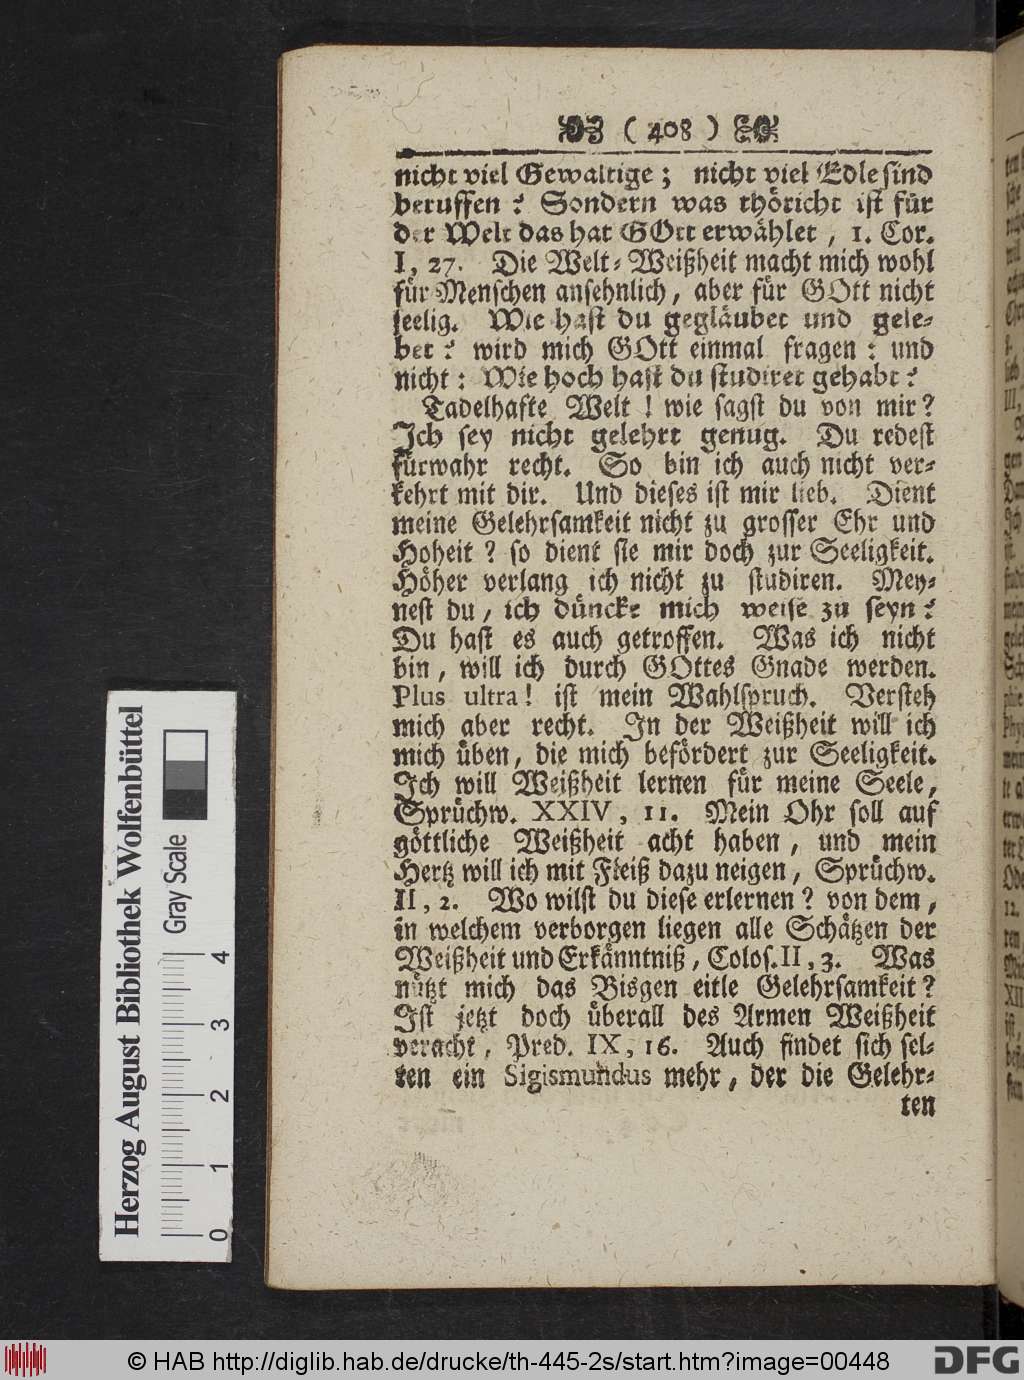 ( 408 )
nicht viel Gewaltige; nicht viel Edle sind
beruffen? Sondern was thöricht ist für
der Welt das hat GOtt erwählet, 1. Cor.
I, 27. Die Welt-Weißheit macht mich wohl
für Menschen ansehnlich, aber für GOtt nicht
seelig. Wie hast du gegläubet und gele-
bet? wird mich GOtt einmal fragen: und
nicht: Wie hoch hast du studiret gehabt?
Tadelhafte Welt! wie sagst du von mir?
Ich sey nicht gelehrt genug. Du redest
fürwahr recht. So bin ich auch nicht ver-
kehrt mit dir. Und dieses ist mir lieb. Dient
meine Gelehrsamkeit nicht zu grosser Ehr und
Hoheit? so dient sie mir doch zur Seeligkeit.
Höher verlang ich nicht zu studiren. Mey-
nest du, ich düncke mich weise zu seyn?
Du hast es auch getroffen. Was ich nicht
bin, will ich durch GOttes Gnade werden.
Plus ultra! ist mein Wahlspruch. Versteh
mich aber recht. In der Weißheit will ich
mich üben, die mich befördert zur Seeligkeit.
Ich will Weißheit lernen für meine Seele,
Sprüchw. XXIV, 11. Mein Ohr soll auf
göttliche Weißheit acht haben, und mein
Hertz will ich mit Fleiß dazu neigen, Sprüchw.
II, 2. Wo wilst du diese erlernen? von dem,
in welchem verborgen liegen alle Schätzen der
Weißheit und Erkänntniß, Colos. II, 3. Was
nützt mich das Bisgen eitle Gelehrsamkeit?
Ist jetzt doch überall des Armen Weißheit
veracht, Pred. IX, 16. Auch findet sich sel-
ten ein Sigismundus mehr, der die Gelehr-
ten
Herzog August Bibliothek Wolfenbüttel
Gray Scale
0 1 2 3 4
© HAB http://diglib.hab.de/drucke/th-445-2s/start.htm?image=00448
DFG